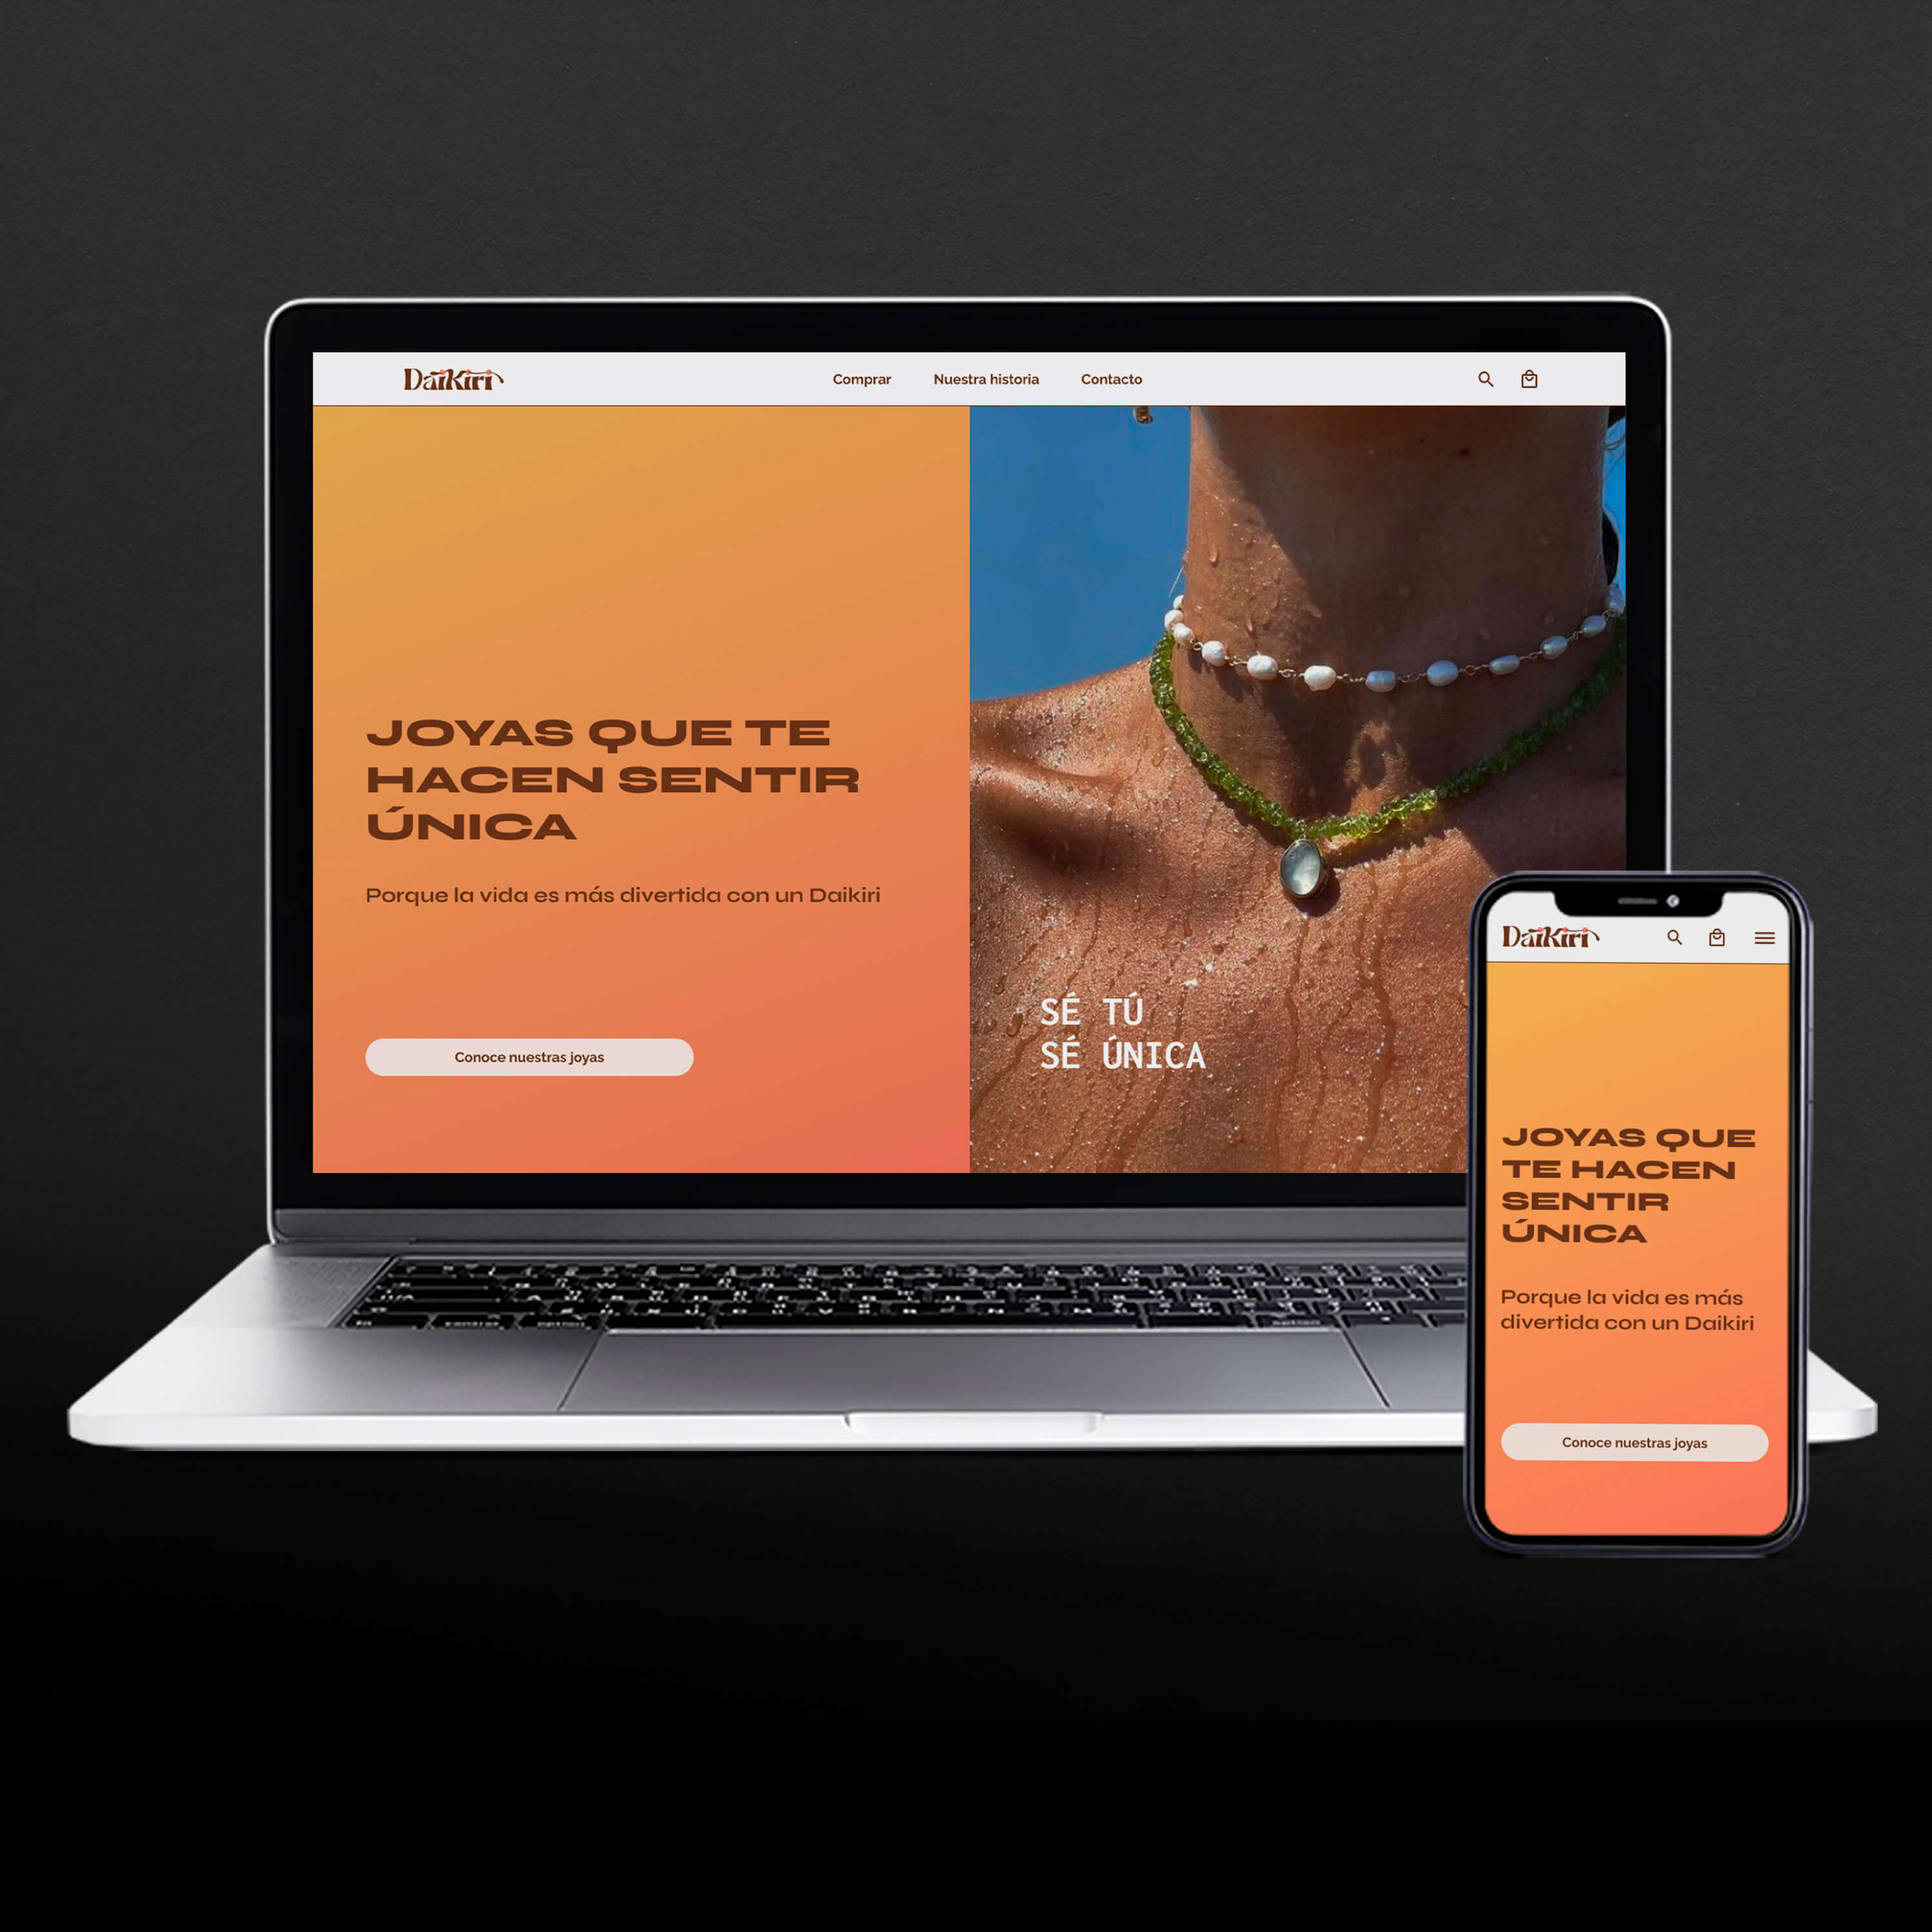 Daikiri
Comprar
Nuestra historia
Contacto
JOYAS QUE TE
HACEN SENTIR
ÚNICA
Porque la vida es más divertida con un Daikiri
Conoce nuestras joyas
SÉ TÚ
SÉ ÚNICA
Daikiri
JOYAS QUE
TE HACEN
SENTIR
ÚNICA
Porque la vida es más
divertida con un Daikiri
Conoce nuestras joyas